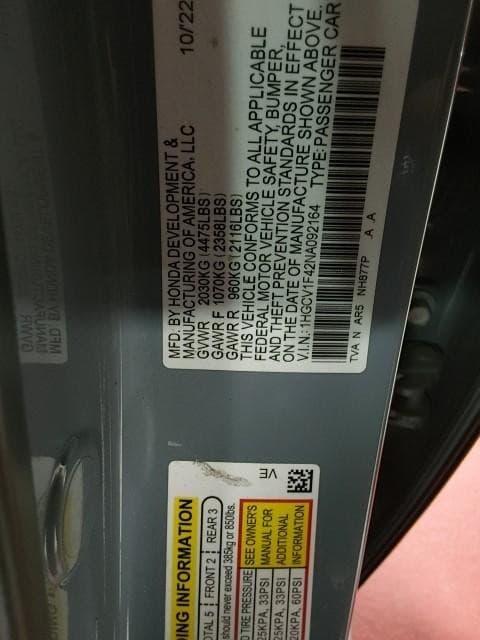 MFD. BY HONDA DEVELOPMENT & 10/22
MANUFACTURING OF AMERICA, LLC
GVWR 2030KG (4475LBS)
GAWR F 1070KG (2358LBS)
GAWR R 960KG (2116LBS)
THIS VEHICLE CONFORMS TO ALL APPLICABLE
FEDERAL MOTOR VEHICLE SAFETY, BUMPER,
AND THEFT PREVENTION STANDARDS IN EFFECT
ON THE DATE OF MANUFACTURE SHOWN ABOVE.
V.I.N.: 1HGCV1F42NA092164 TYPE: PASSENGER CAR
TVA N AR5 NH877P A A
VE
DING INFORMATION
TOTAL 5 FRONT 2 REAR 3
should never exceed 385kg or 850lbs.
D TIRE PRESSURE SEE OWNER'S
25KPA, 33PSI MANUAL FOR
25KPA, 33PSI ADDITIONAL
20KPA, 60PSI INFORMATION